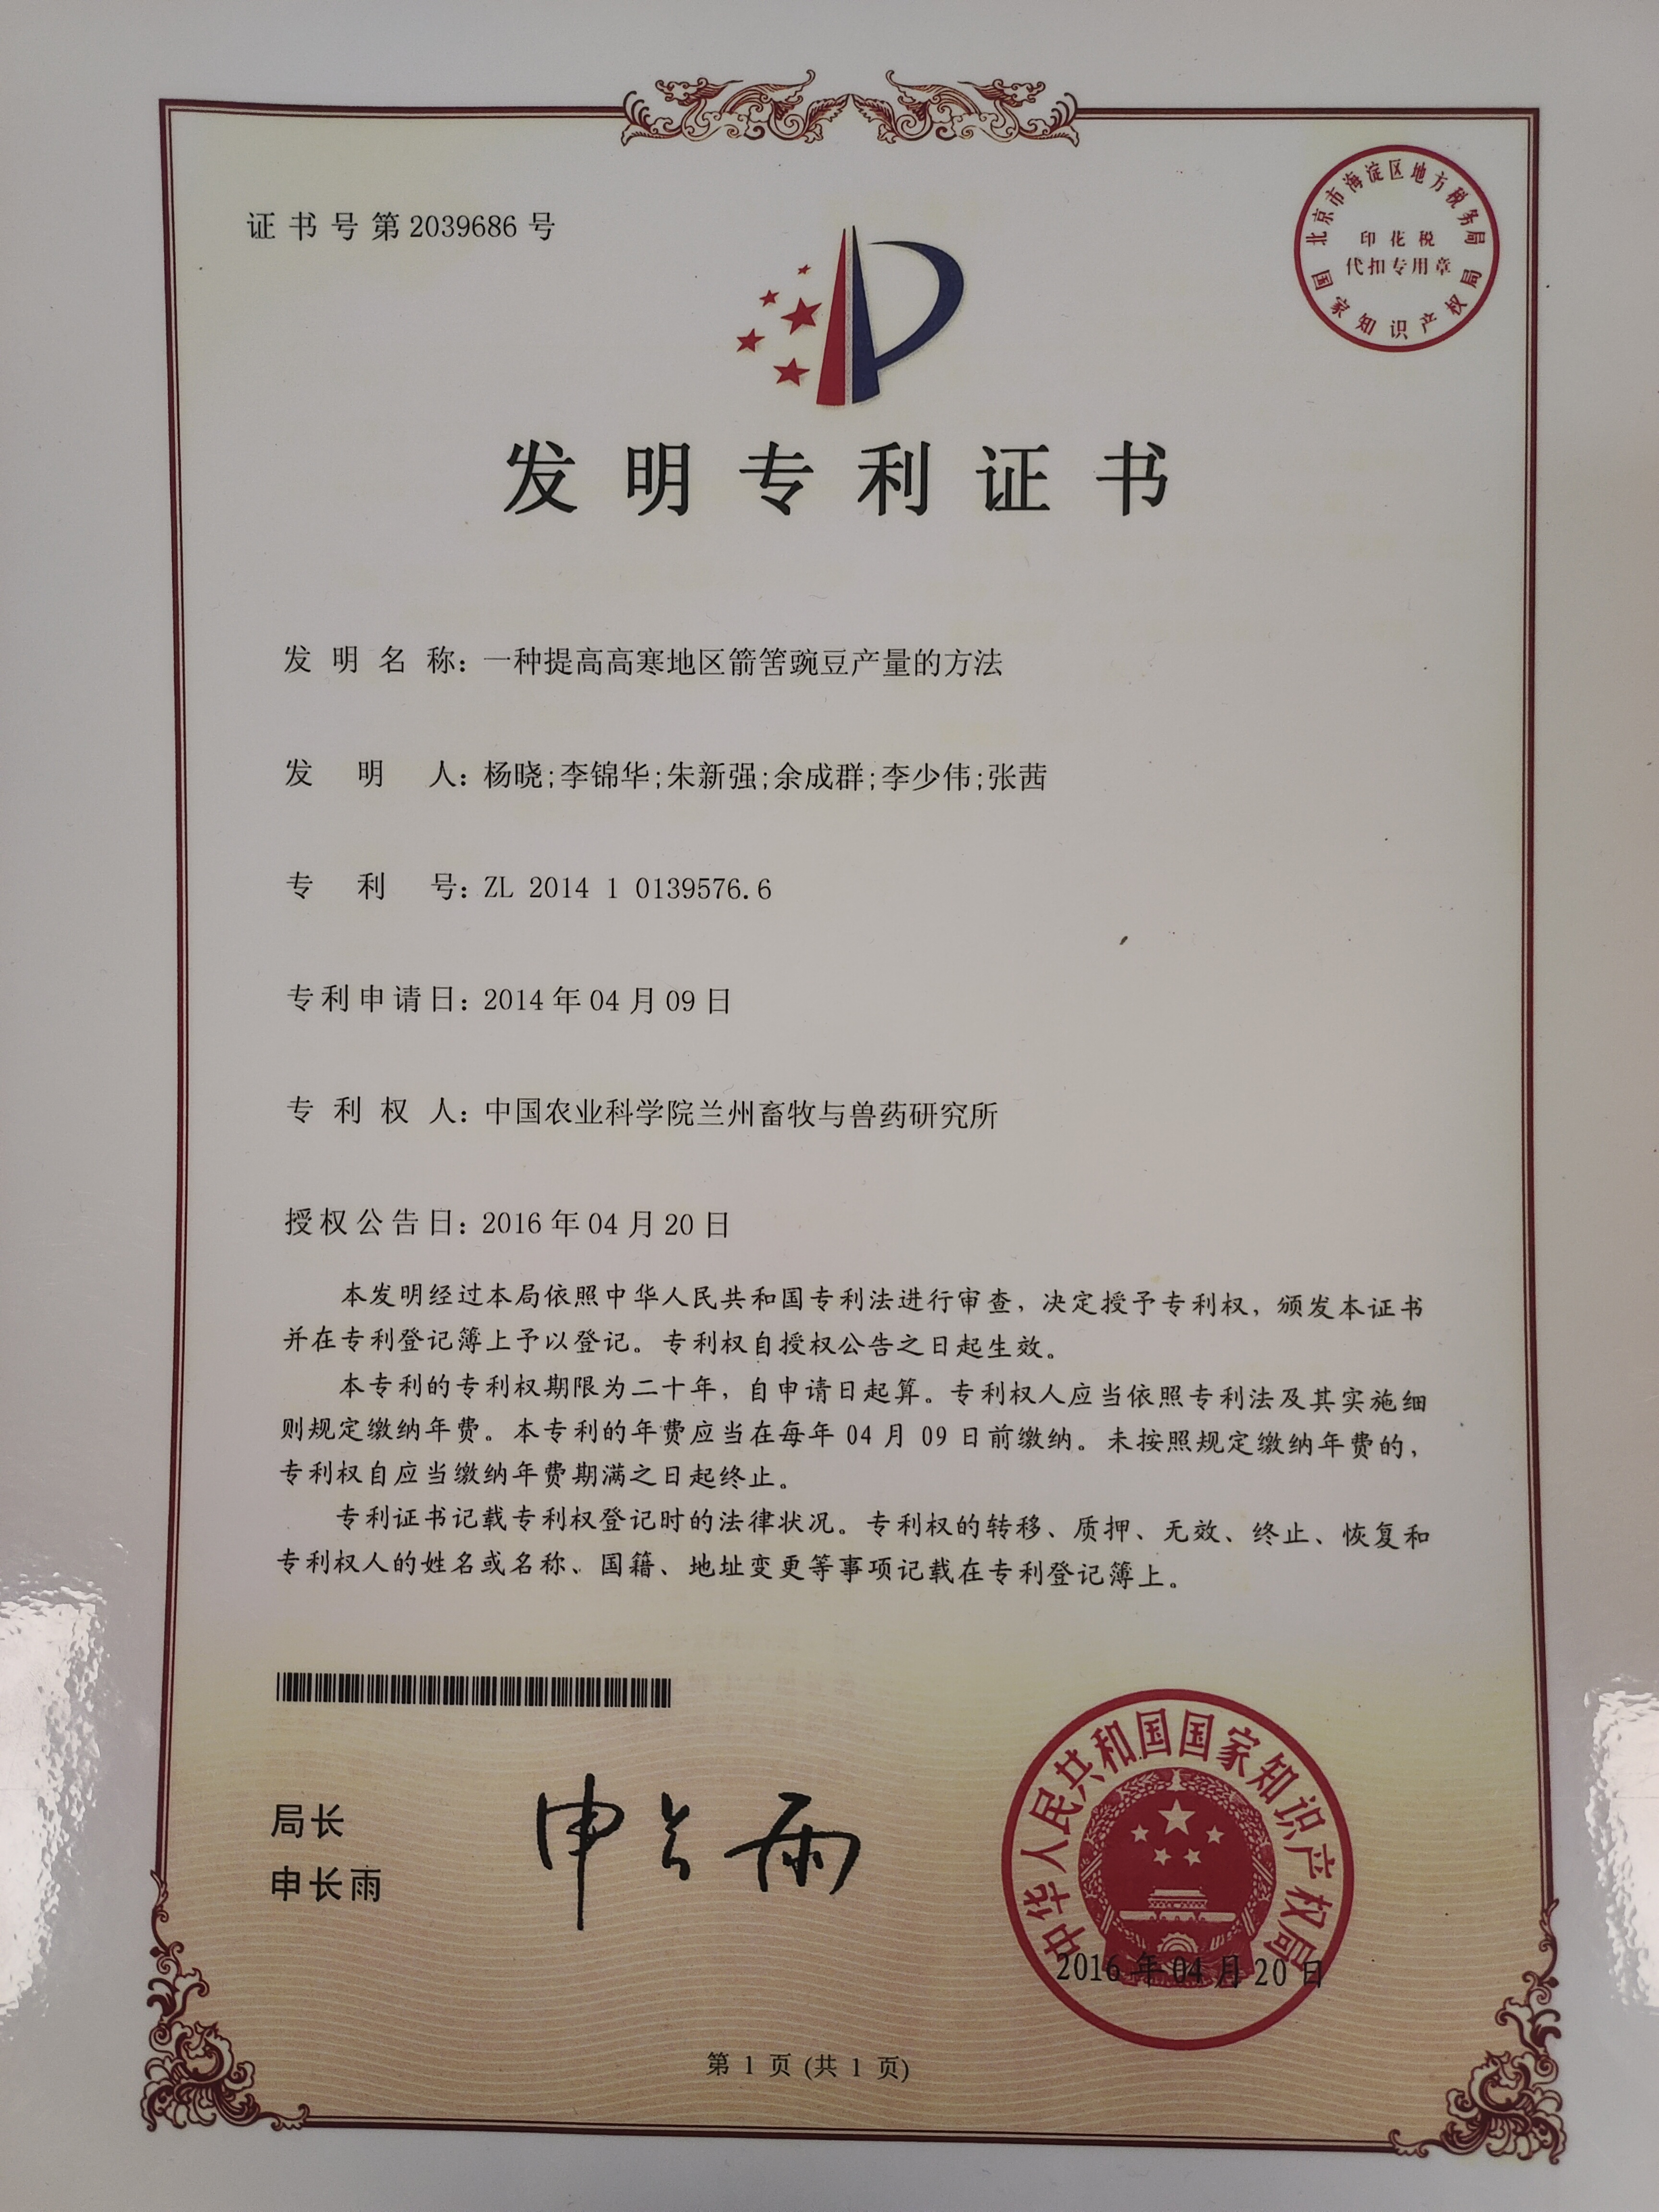 证书号第2039686号
北京市海淀区地方税务局
印花税
代扣专用章
国家知识产权局
发明专利证书
发明名称：一种提高高寒地区箭筈豌豆产量的方法
发明人：杨晓;李锦华;朱新强;余成群;李少伟;张茜
专利号：ZL 2014 1 0139576.6
专利申请日：2014年04月09日
专利权人：中国农业科学院兰州畜牧与兽药研究所
授权公告日：2016年04月20日
本发明经过本局依照中华人民共和国专利法进行审查，决定授予专利权，颁发本证书
并在专利登记簿上予以登记。专利权自授权公告之日起生效。
本专利的专利权期限为二十年，自申请日起算。专利权人应当依照专利法及其实施细
则规定缴纳年费。本专利的年费应当在每年04月09日前缴纳。未按照规定缴纳年费的，
专利权自应当缴纳年费期满之日起终止。
专利证书记载专利权登记时的法律状况。专利权的转移、质押、无效、终止、恢复和
专利权人的姓名或名称、国籍、地址变更等事项记载在专利登记簿上。
局长
申长雨
申长雨
中华人民共和国国家知识产权局
2016年04月20日
第1页(共1页)